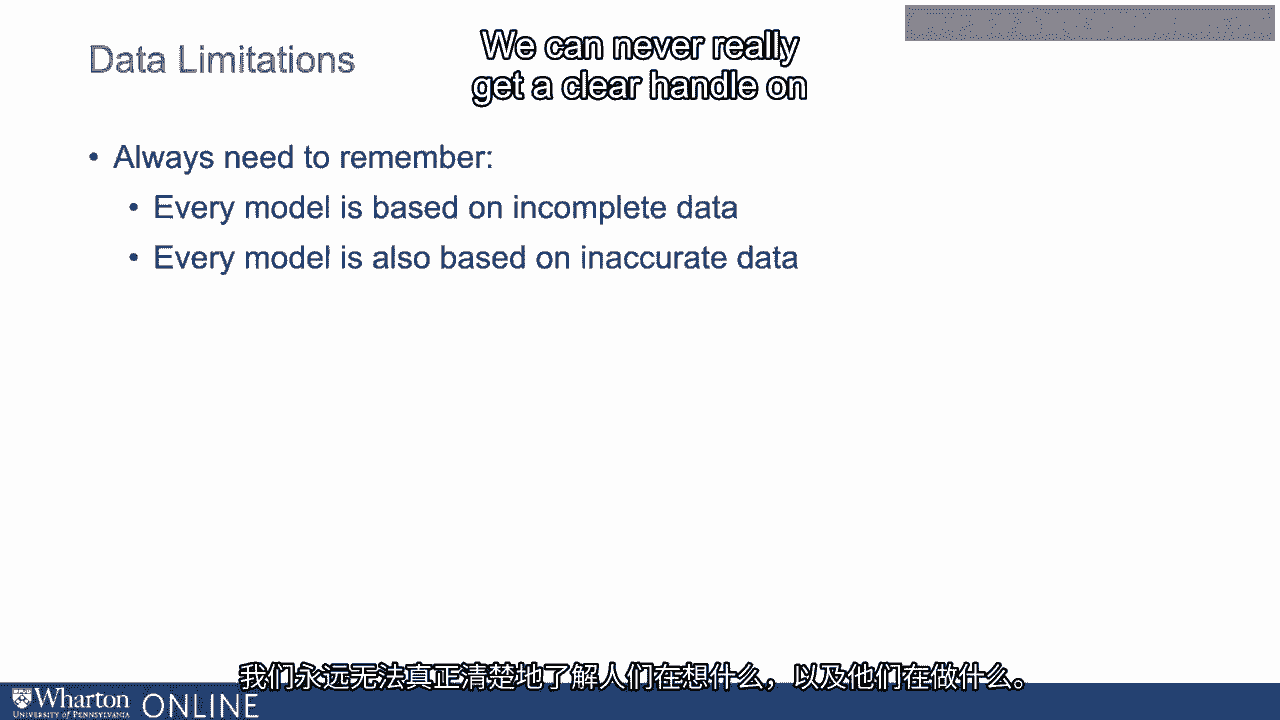 We can never really
get a clear handle on
Data Limitations
• Always need to remember:
• Every model is based on incomplete data
• Every model is also based on inaccurate data
我们永远无法真正清楚地了解人们在想什么，以及他们在做什么。
Wharton
UNIVERSITY of PENNSYLVANIA
ONLINE